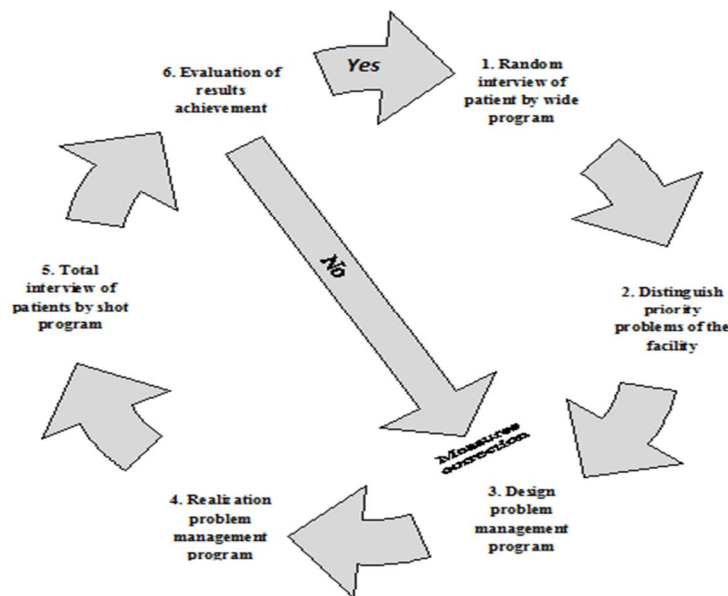 6. Evaluation of
results
achievement
Yes
1. Random
interview of
patient by wide
program
2. Distinguish
priority
problems of the
facility
No
Measures
correction
3. Design
problem
management
program
4. Realization
problem
management
program
5. Total
interview of
patients by shot
program